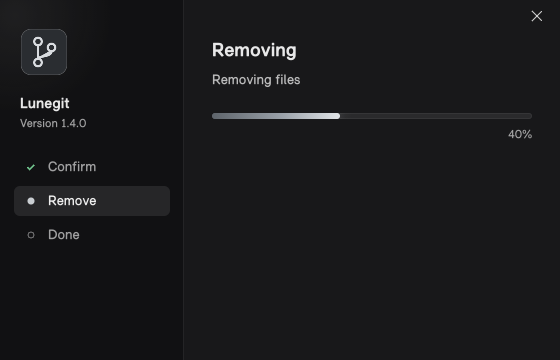 Lunegit
Version 1.4.0
Confirm
Remove
Done
Removing
Removing files
40%